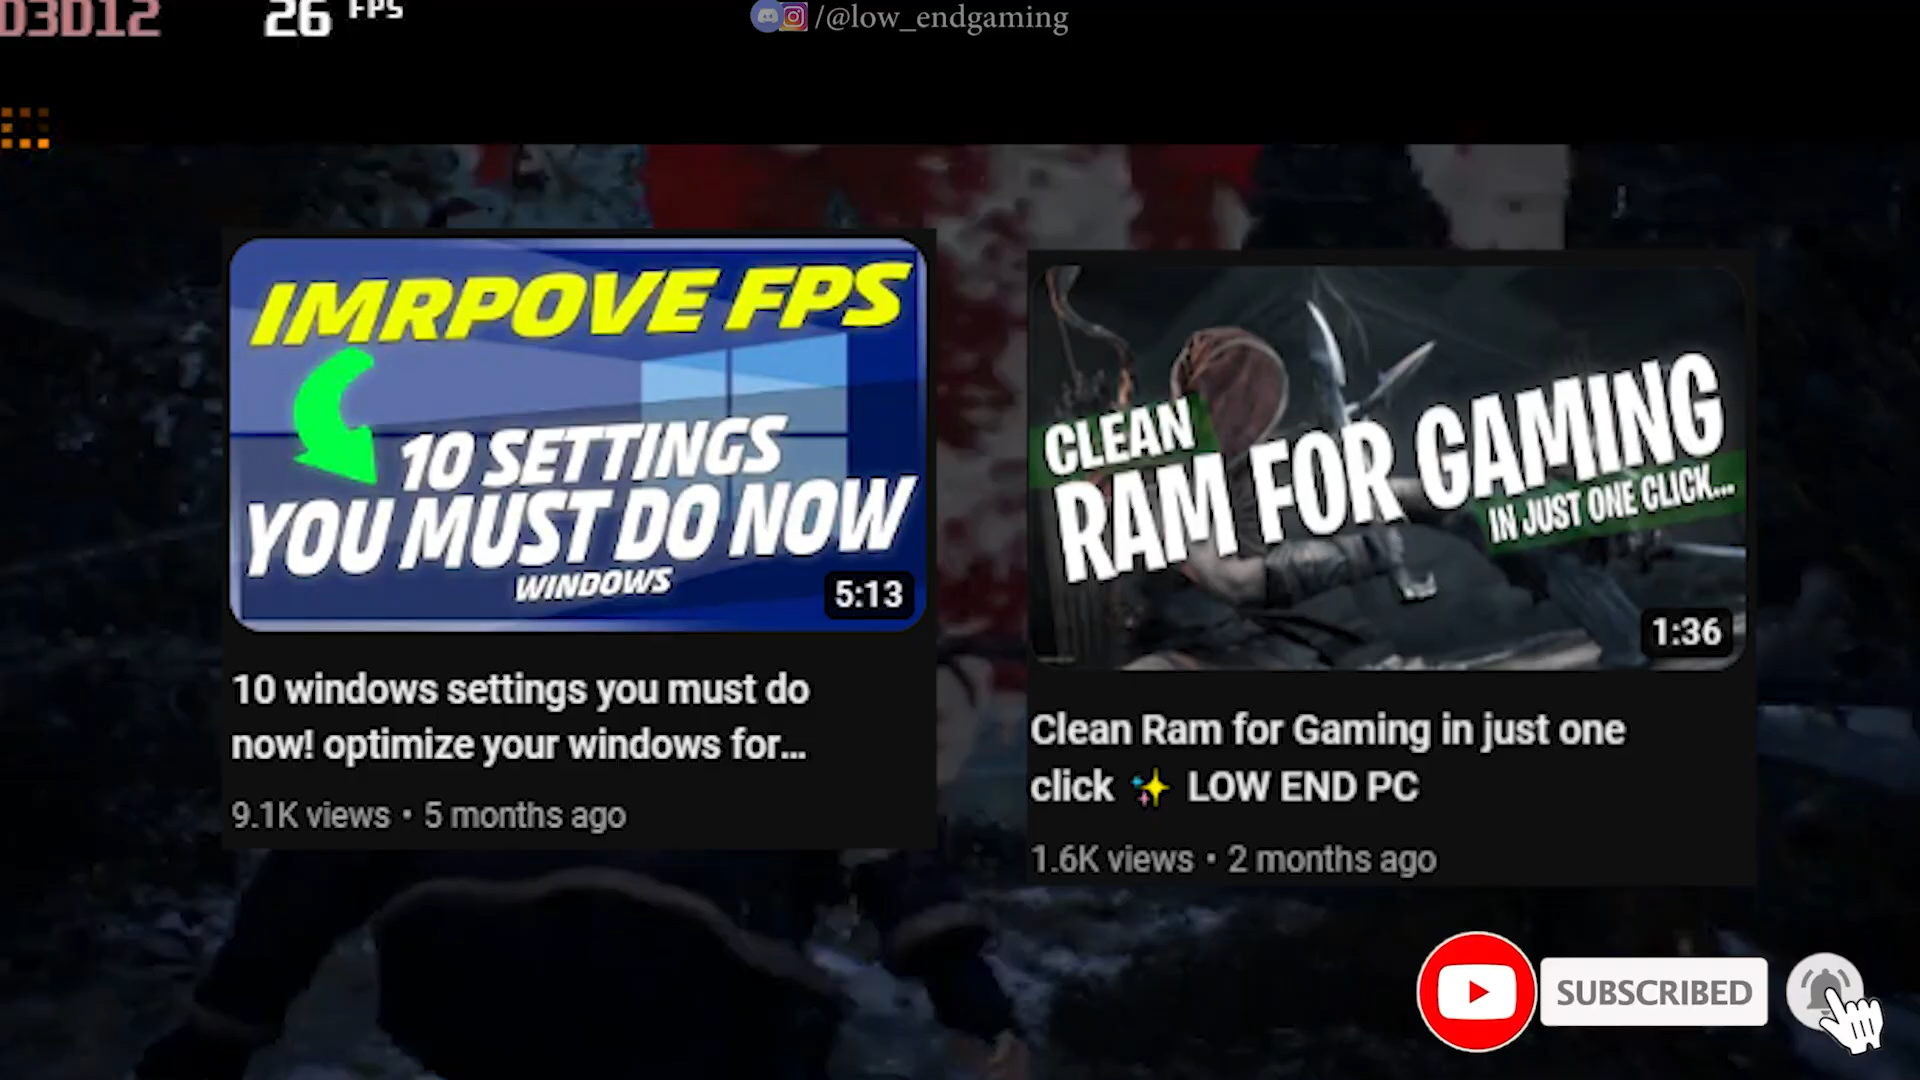 D3D12 26 FPS
/@low_endgaming
IMRPOVE FPS
10 SETTINGS
YOU MUST DO NOW
WINDOWS
5:13
10 windows settings you must do
now! optimize your windows for...
9.1K views • 5 months ago
CLEAN
RAM FOR GAMING
IN JUST ONE CLICK...
1:36
Clean Ram for Gaming in just one
click ✨ LOW END PC
1.6K views • 2 months ago
SUBSCRIBED